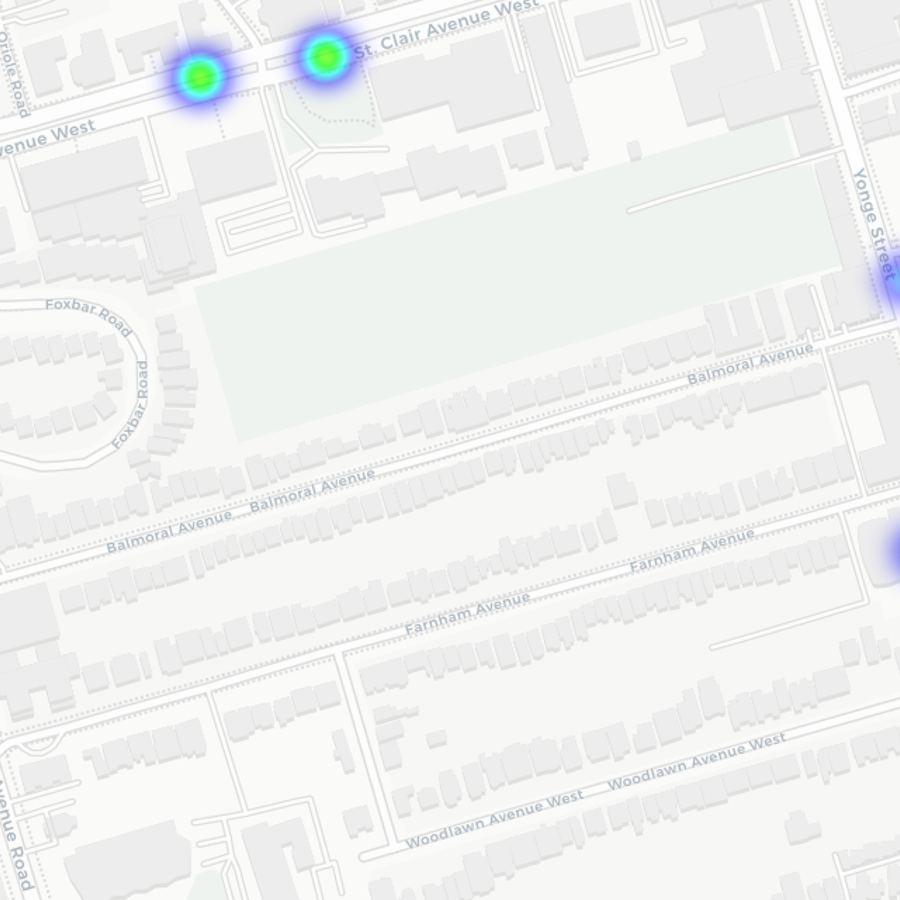 St. Clair Avenue West
Oriole Road
venue West
Yonge Street
Foxbar Road
Foxbar Road
Balmoral Avenue
Balmoral Avenue
Balmoral Avenue
Farnham Avenue
Farnham Avenue
Woodlawn Avenue West
Woodlawn Avenue West
Avenue Road